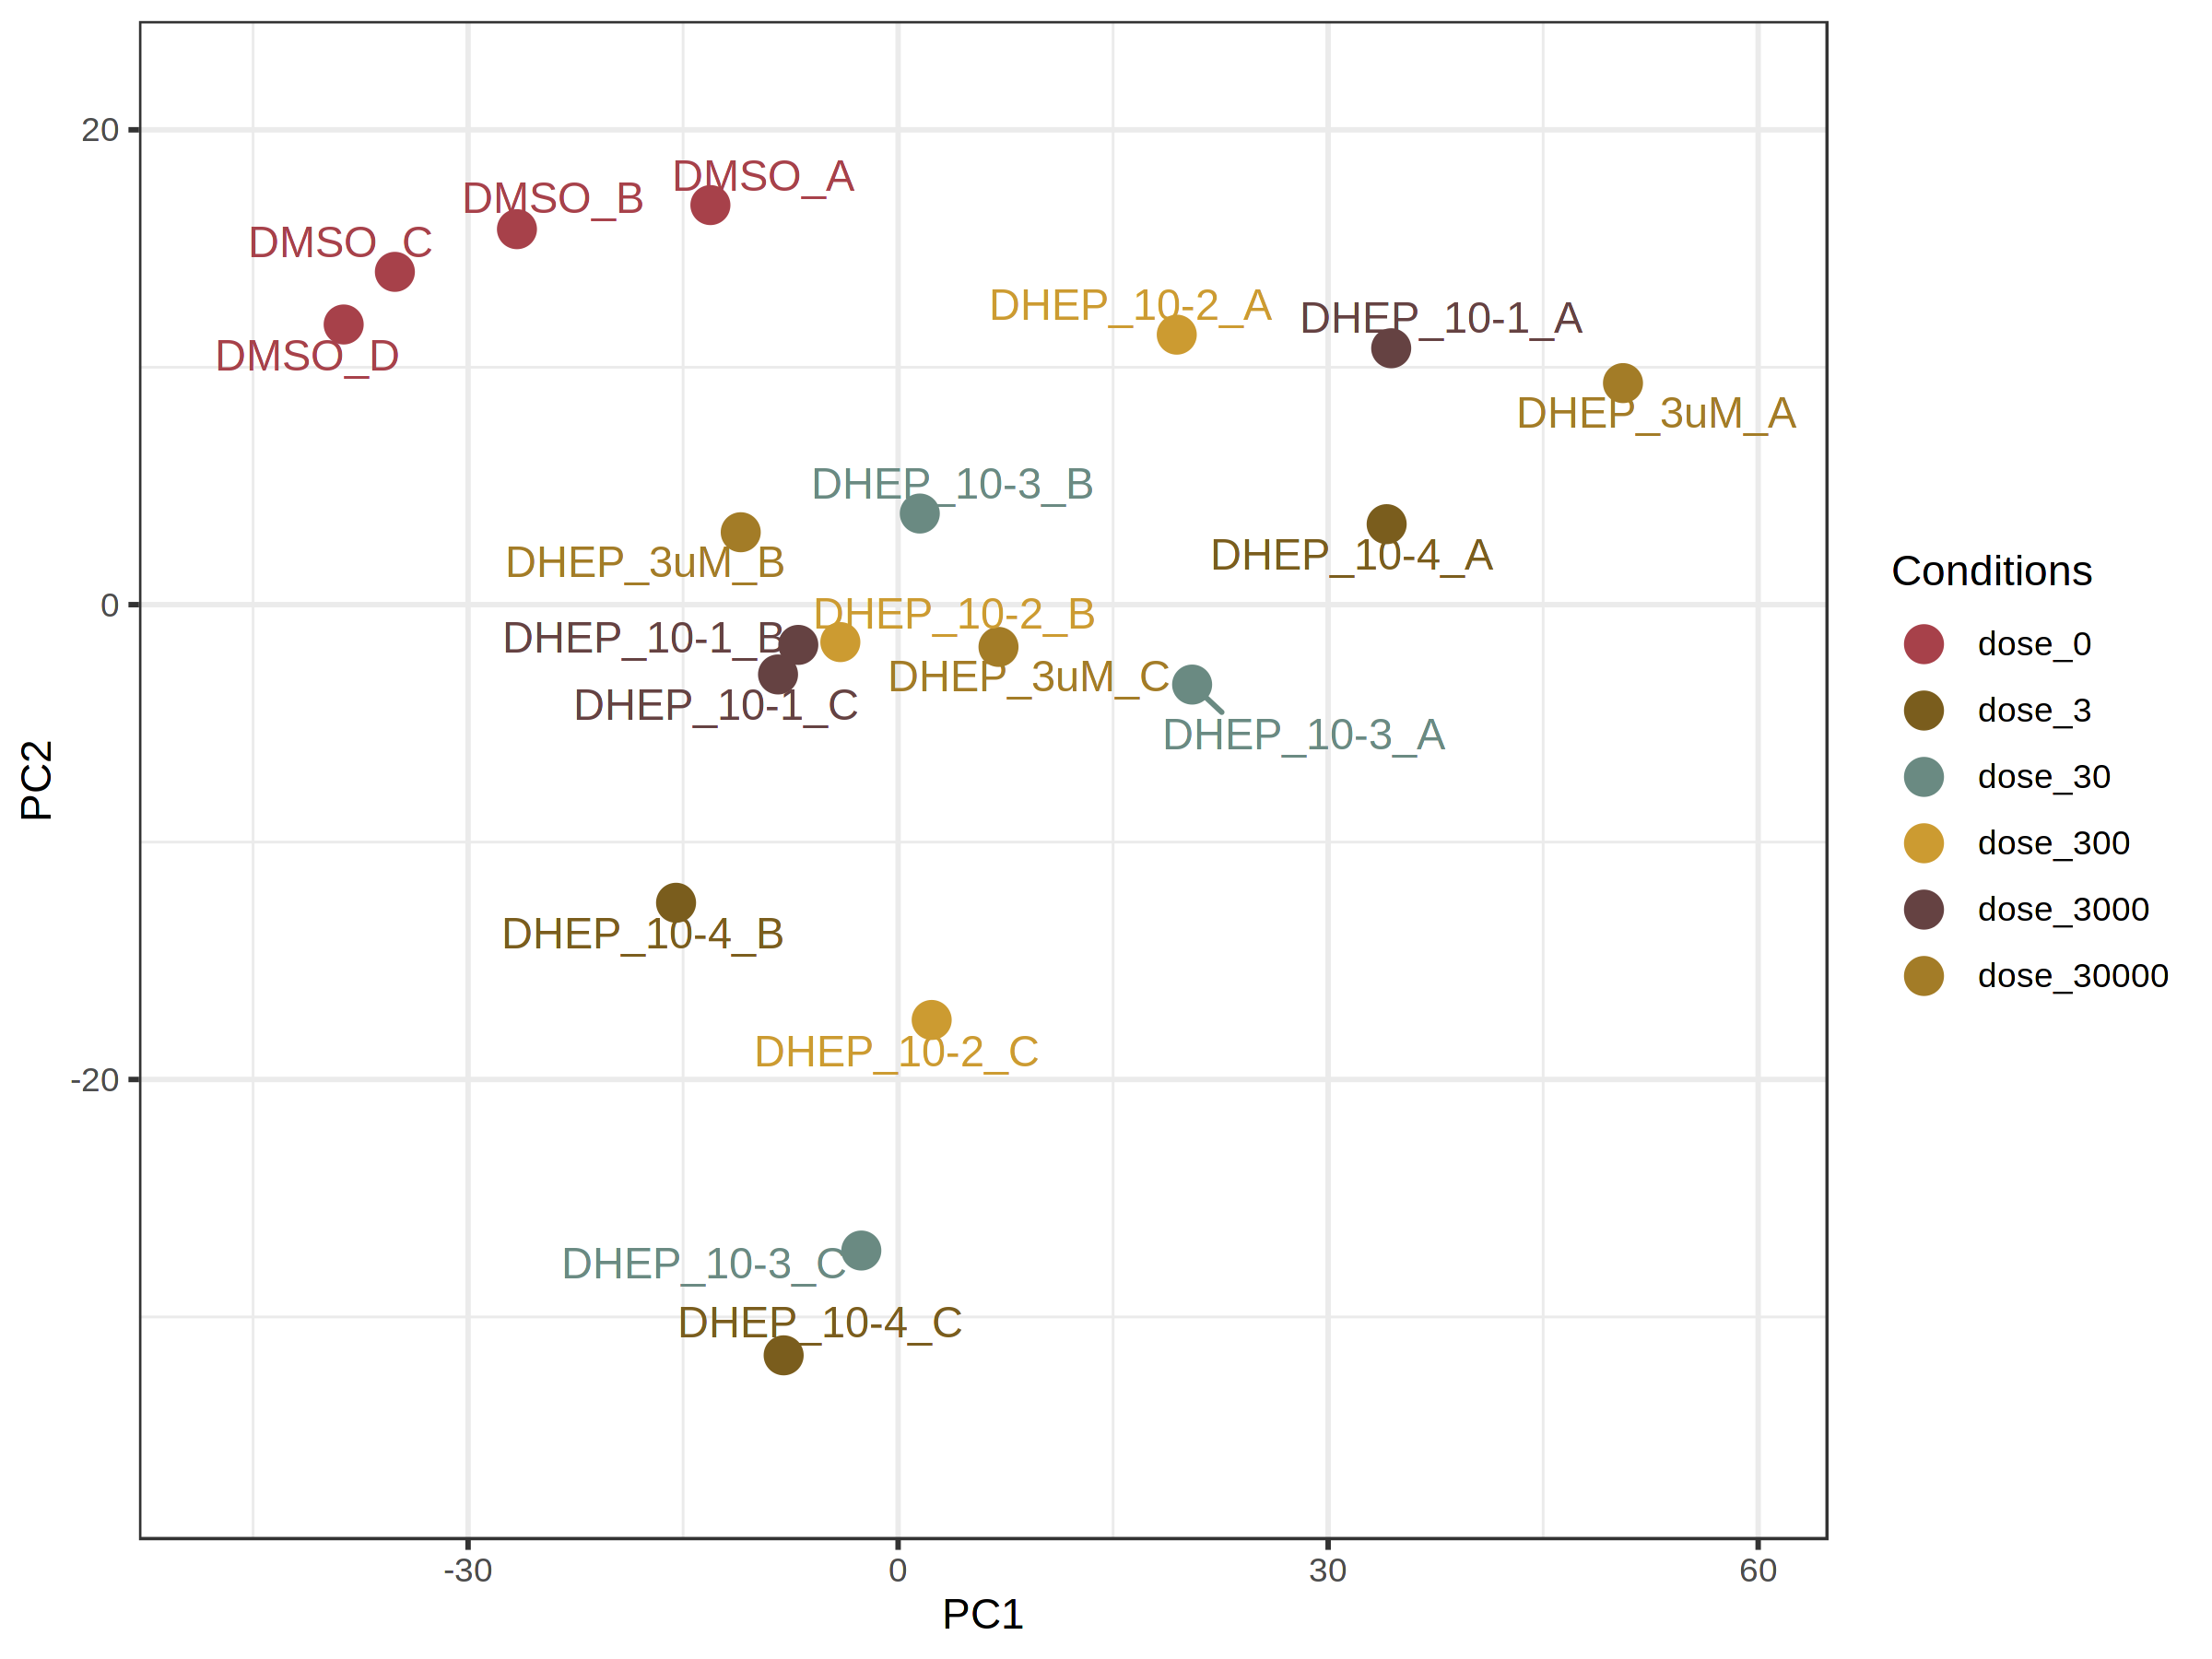 20
DMSO_A
DMSO_B
DMSO_C
DHEP_10-2_A
DHEP_10-1_A
DMSO_D
DHEP_3uM_A
DHEP_10-3_B
DHEP_10-4_A
DHEP_3uM_B
0
DHEP_10-2_B
DHEP_10-1_B
DHEP_3uM_C
DHEP_10-1_C
DHEP_10-3_A
PC2
DHEP_10-4_B
DHEP_10-2_C
-20
DHEP_10-3_C
DHEP_10-4_C
-30
0
30
60
PC1
Conditions
dose_0
dose_3
dose_30
dose_300
dose_3000
dose_30000